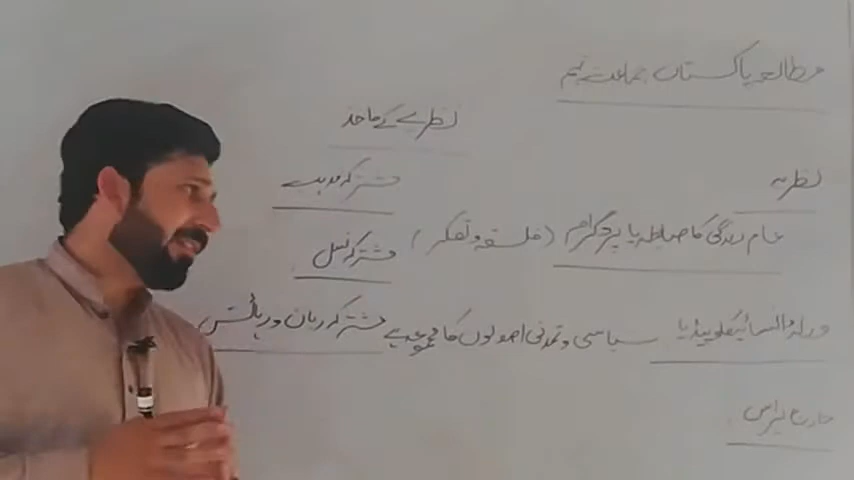 مطالعہ پاکستان جماعت نہم
نظریہ
عام زندگی کا ضابطہ یا پروگرام (فلسفہ و تفکر)
ورلڈ انسائیکلوپیڈیا سیاسی و تمدنی اصولوں کا مجموعہ ہے
نظریے کے ماخذ
مشترکہ مذہب
مشترکہ نسل
مشترکہ زبان و رہائش